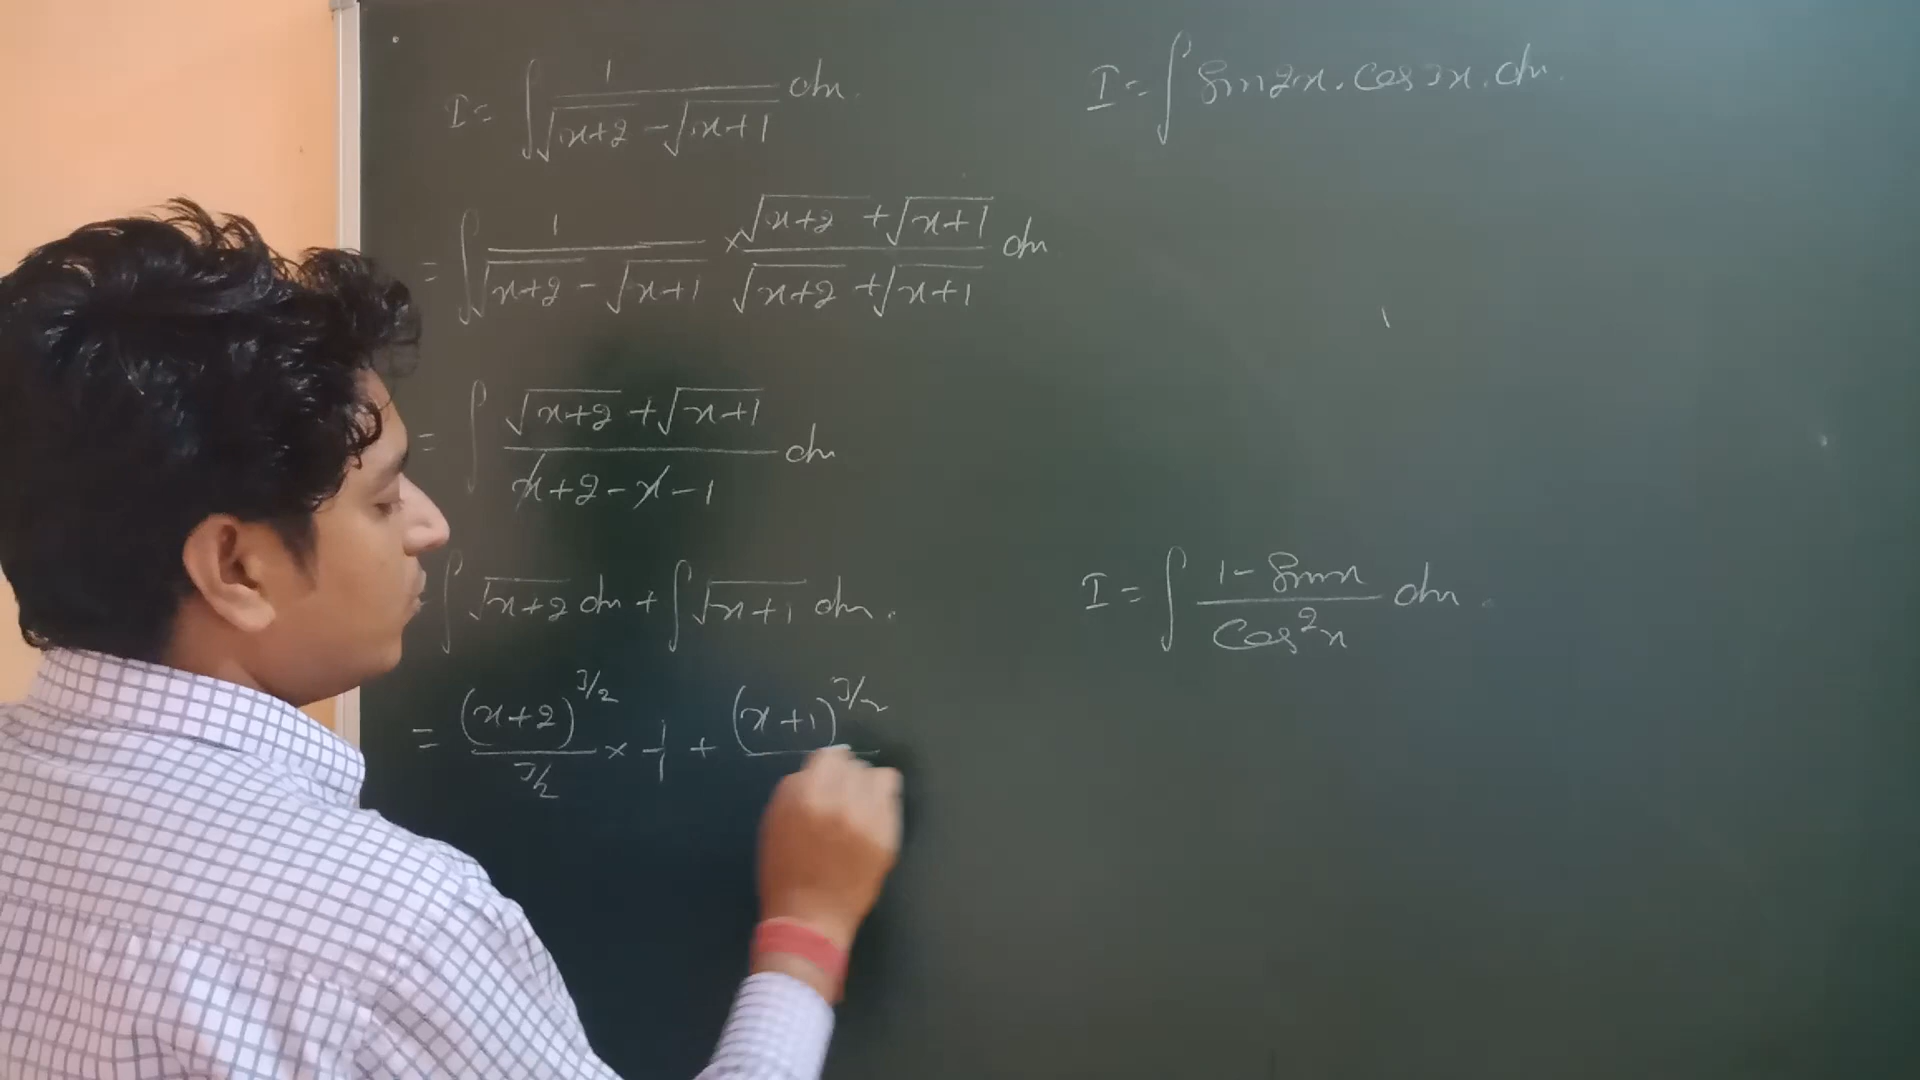 I = ∫ 1/(√(x+2) - √(x+1)) dx.
= ∫ 1/(√(x+2) - √(x+1)) × (√(x+2) + √(x+1))/(√(x+2) + √(x+1)) dx
= ∫ (√(x+2) + √(x+1))/(x+2-x-1) dx
= ∫ √(x+2) dx + ∫ √(x+1) dx.
= (x+2)^(3/2)/(3/2) × 1/1 + (x+1)^(3/2)
I = ∫ Sin2x. Cos3x. dx.
I = ∫ (1 - Sinx)/(Cos²x) dx.